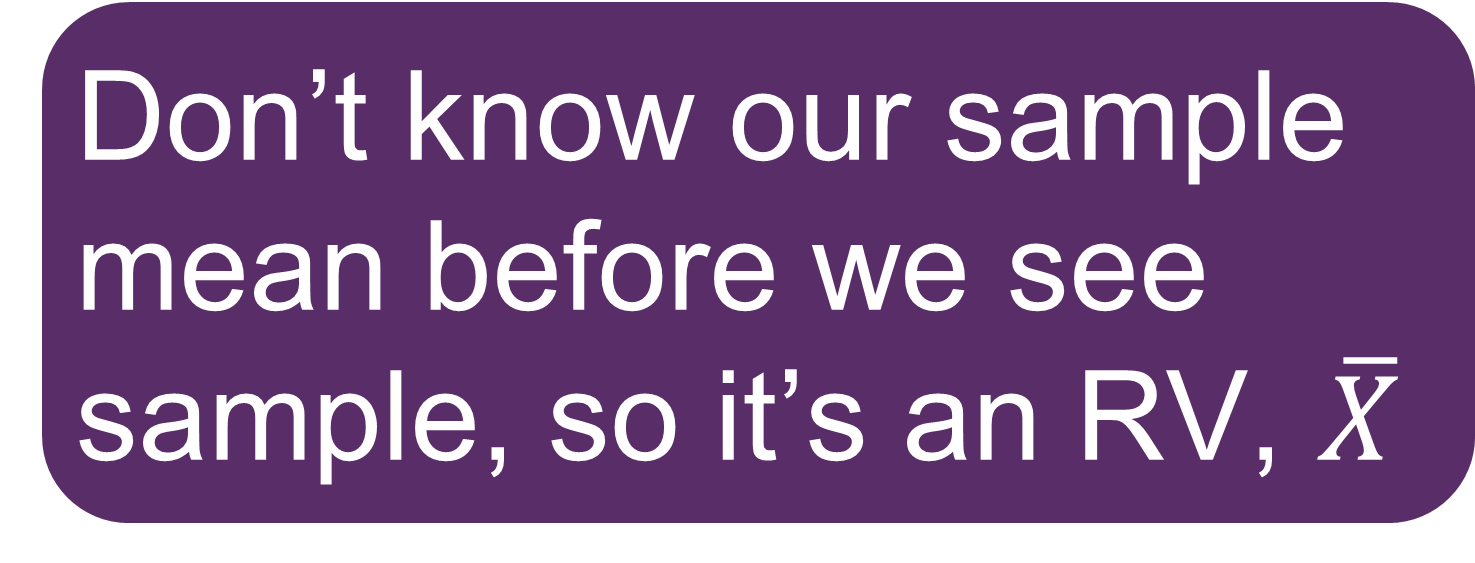 Don’t know our sample
mean before we see
sample, so it’s an RV, X̅